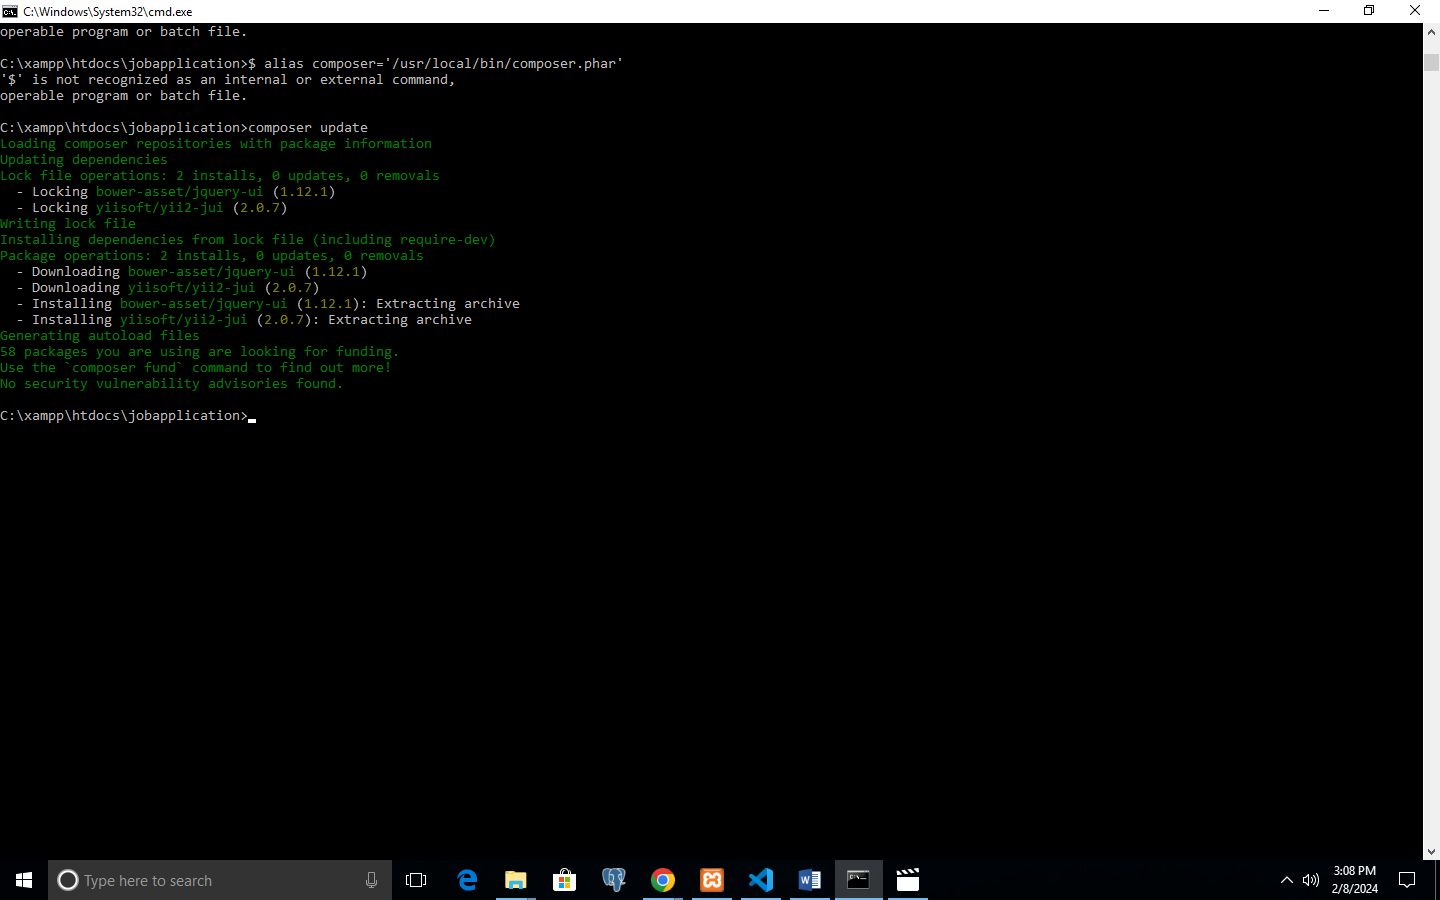 C:\Windows\System32\cmd.exe
operable program or batch file.
C:\xampp\htdocs\jobapplication>$ alias composer='/usr/local/bin/composer.phar'
'$' is not recognized as an internal or external command,
operable program or batch file.
C:\xampp\htdocs\jobapplication>composer update
Loading composer repositories with package information
Updating dependencies
Lock file operations: 2 installs, 0 updates, 0 removals
  - Locking bower-asset/jquery-ui (1.12.1)
  - Locking yiisoft/yii2-jui (2.0.7)
Writing lock file
Installing dependencies from lock file (including require-dev)
Package operations: 2 installs, 0 updates, 0 removals
  - Downloading bower-asset/jquery-ui (1.12.1)
  - Downloading yiisoft/yii2-jui (2.0.7)
  - Installing bower-asset/jquery-ui (1.12.1): Extracting archive
  - Installing yiisoft/yii2-jui (2.0.7): Extracting archive
Generating autoload files
58 packages you are using are looking for funding.
Use the `composer fund` command to find out more!
No security vulnerability advisories found.
C:\xampp\htdocs\jobapplication>
Type here to search
3:08 PM
2/8/2024